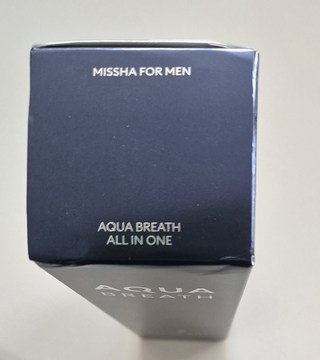 MISSHA FOR MEN
AQUA BREATH
ALL IN ONE
AQUA
BREATH